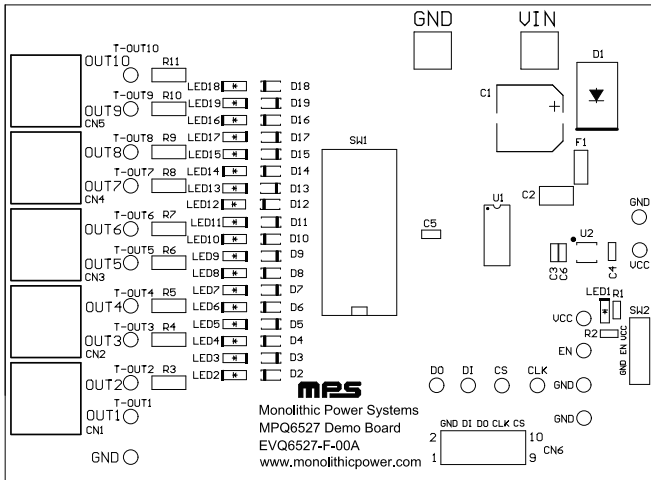 GND VIN
T-OUT10
OUT10 R11 D1
LED18 D18
T-OUT9 R10 LED19 D19 C1 +
OUT9 LED16 D16
CN5
T-OUT8 R9 LED17 D17 SW1 F1
OUT8 LED15 D15
T-OUT7 R8 LED14 D14
OUT7 LED13 D13 C2
CN4 LED12 D12 U1
T-OUT6 R7 LED11 D11 GND
OUT6 LED10 D10 C5 U2
T-OUT5 R6 LED9 D9
OUT5 LED8 D8 C3 C6 C4 VCC
CN3
T-OUT4 R5 LED7 D7 LED1 R1
OUT4 LED6 D6 SW2
T-OUT3 R4 LED5 D5 VCC
OUT3 LED4 D4 R2
CN2 LED3 D3 EN GND EN VCC
T-OUT2 R3 LED2 D2
OUT2 DO DI CS CLK GND
mps
T-OUT1
OUT1 Monolithic Power Systems GND
CN1 MPQ6527 Demo Board GND DI DO CLK CS
EVQ6527-F-00A 2 10 CN6
GND www.monolithicpower.com 1 9